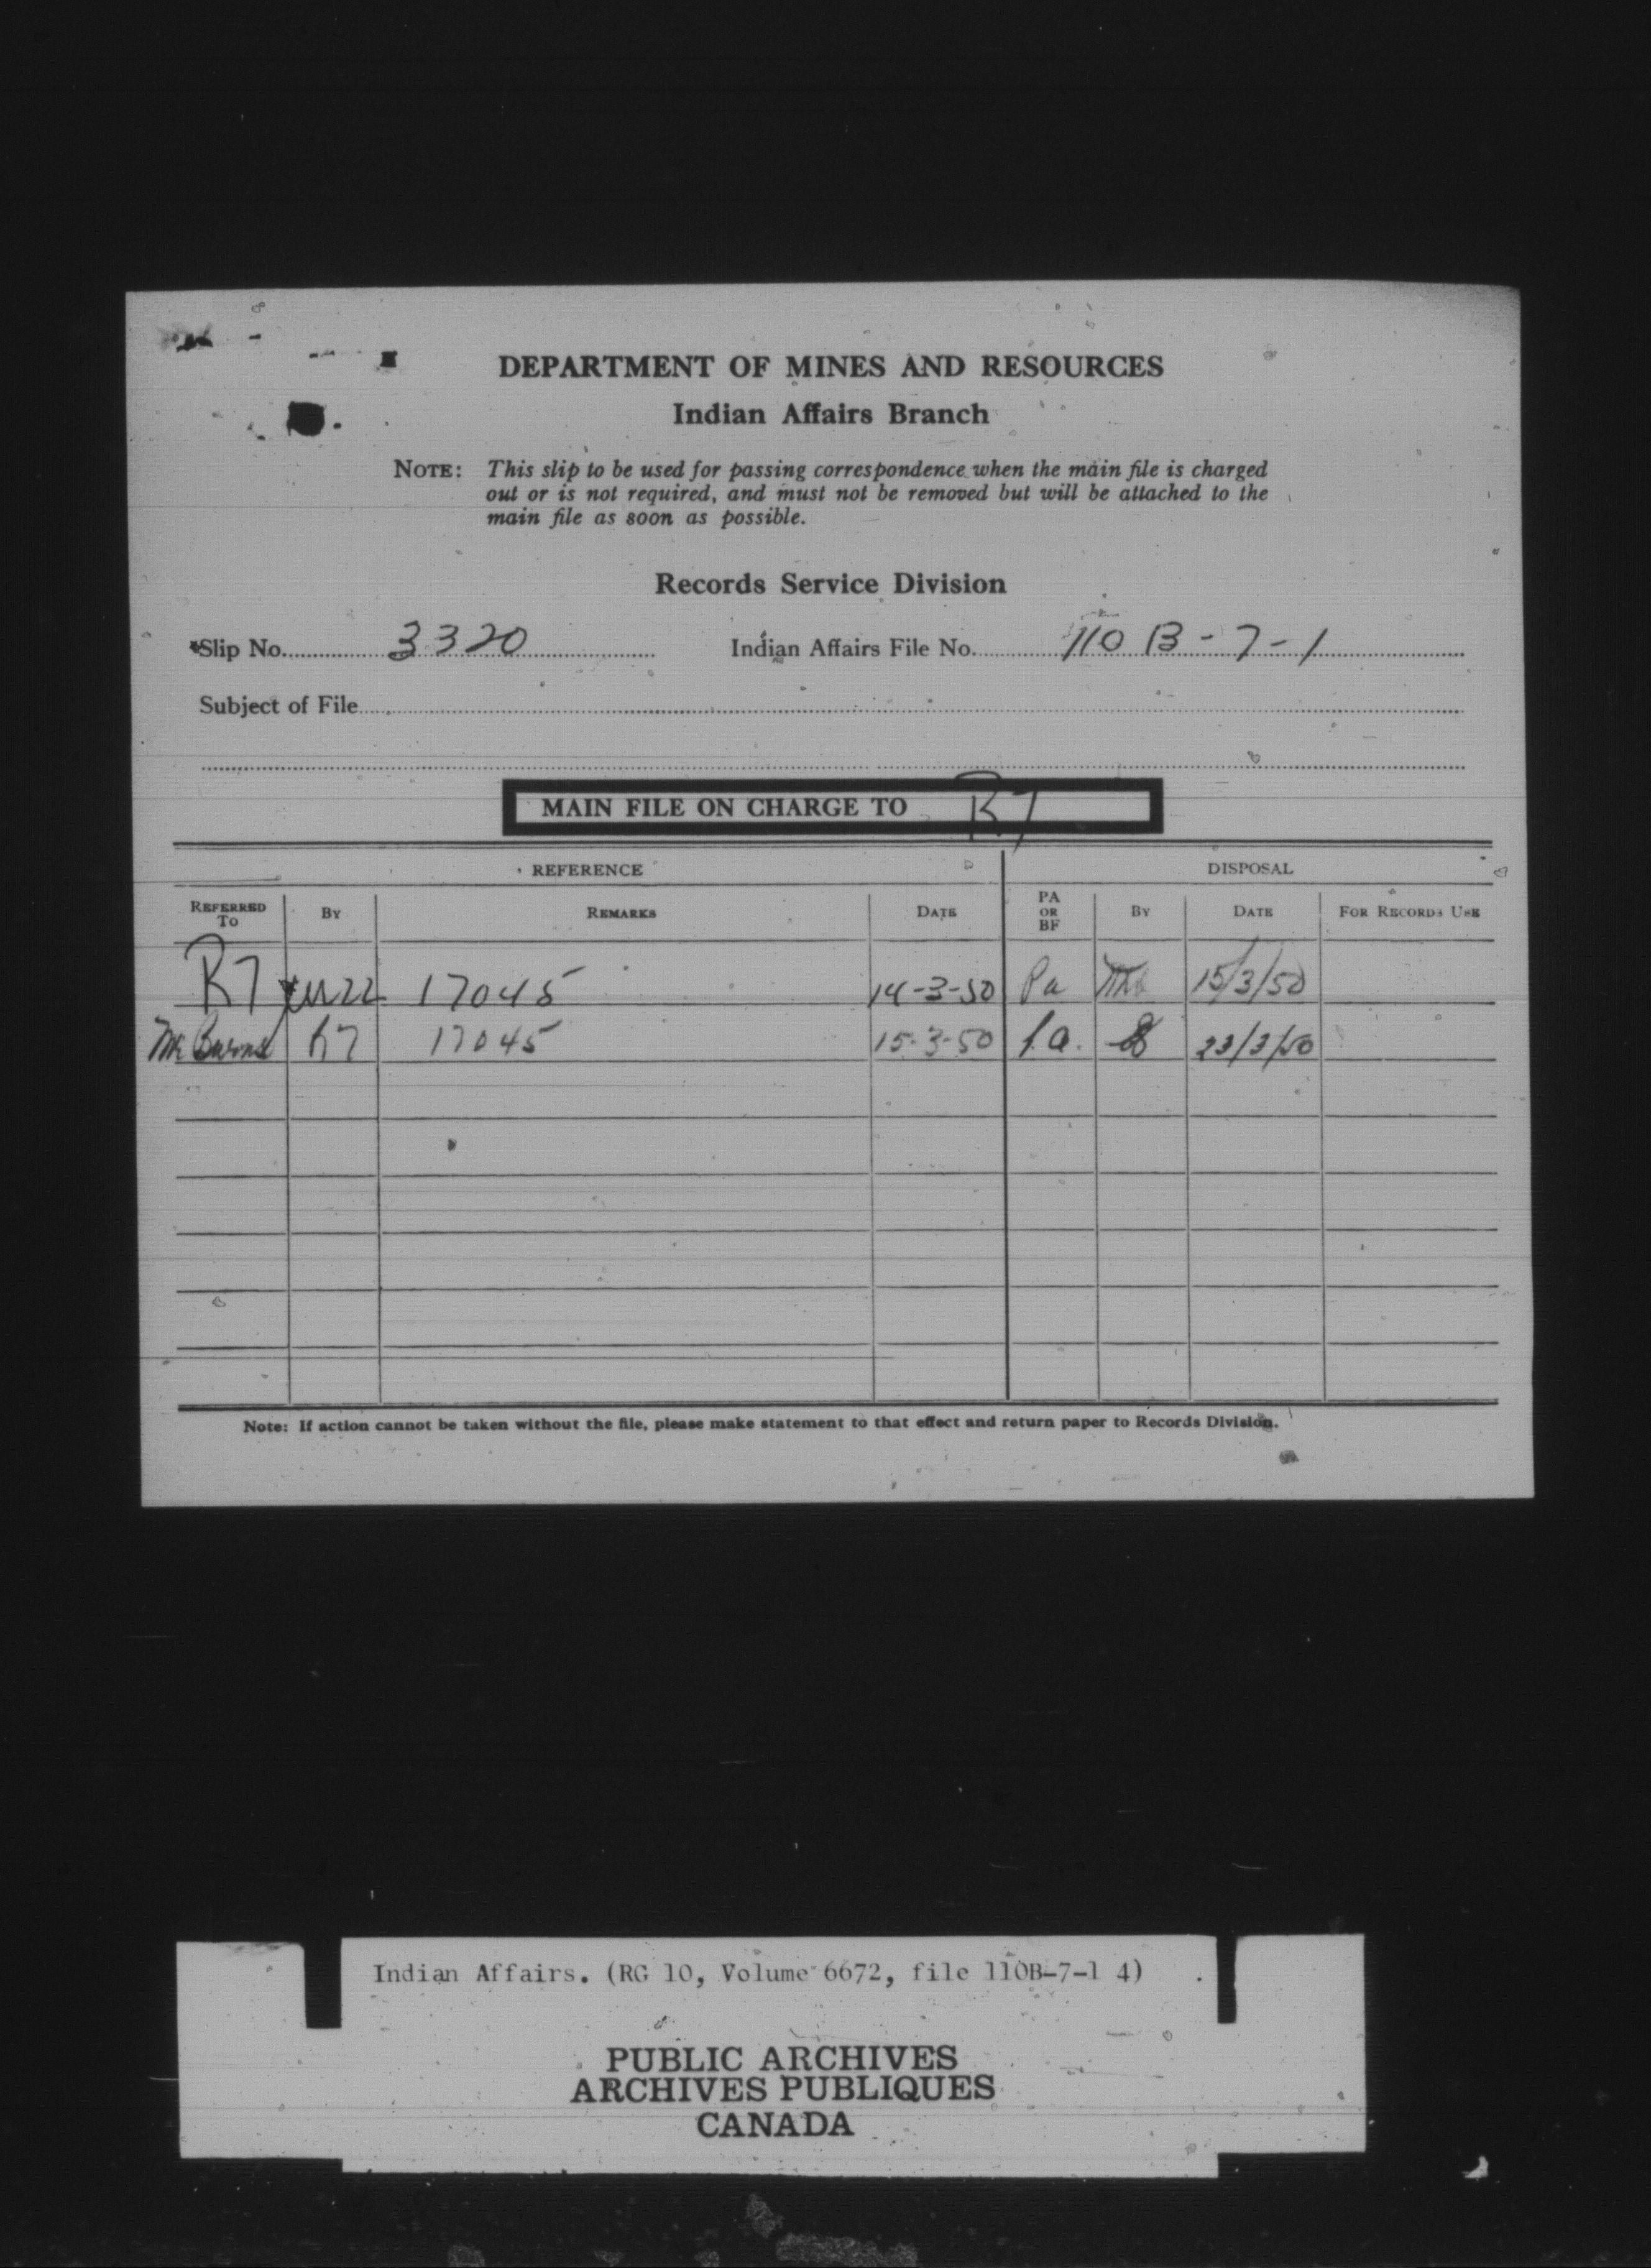 DEPARTMENT OF MINES AND RESOURCES
Indian Affairs Branch
NOTE: This slip to be used for passing correspondence when the main file is charged
out or is not required, and must not be removed but will be attached to the
main file as soon as possible.
Records Service Division
Slip No. 3320 Indian Affairs File No. 110 B-7-1
Subject of File
MAIN FILE ON CHARGE TO R7
REFERENCE DISPOSAL
REFERRED TO BY REMARKS DATE PA OR BF BY DATE FOR RECORDS USE
R7 17045 14-3-50 Pa 15/3/50
R7 17045 15-3-50 P.a. 23/3/50
Note: If action cannot be taken without the file, please make statement to that effect and return paper to Records Division.
Indian Affairs. (RG 10, Volume 6672, file 110B-7-1 4)
PUBLIC ARCHIVES
ARCHIVES PUBLIQUES
CANADA